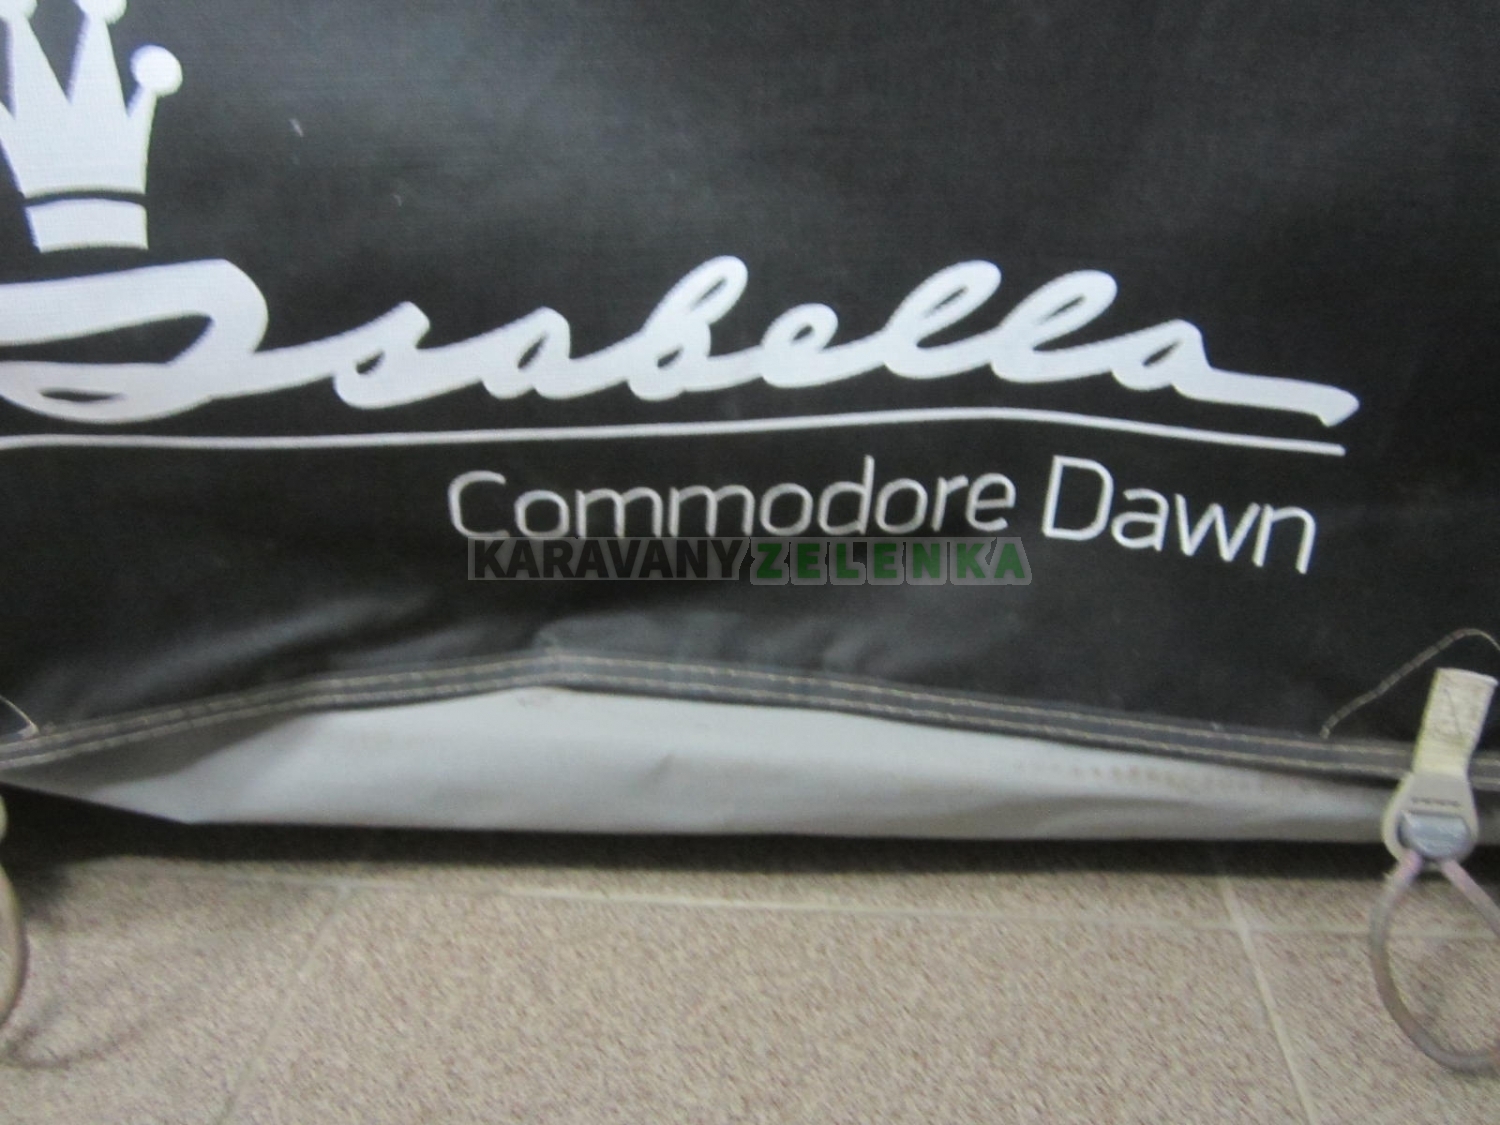 Isabella
Commodore Dawn
KARAVANY ZELENKA